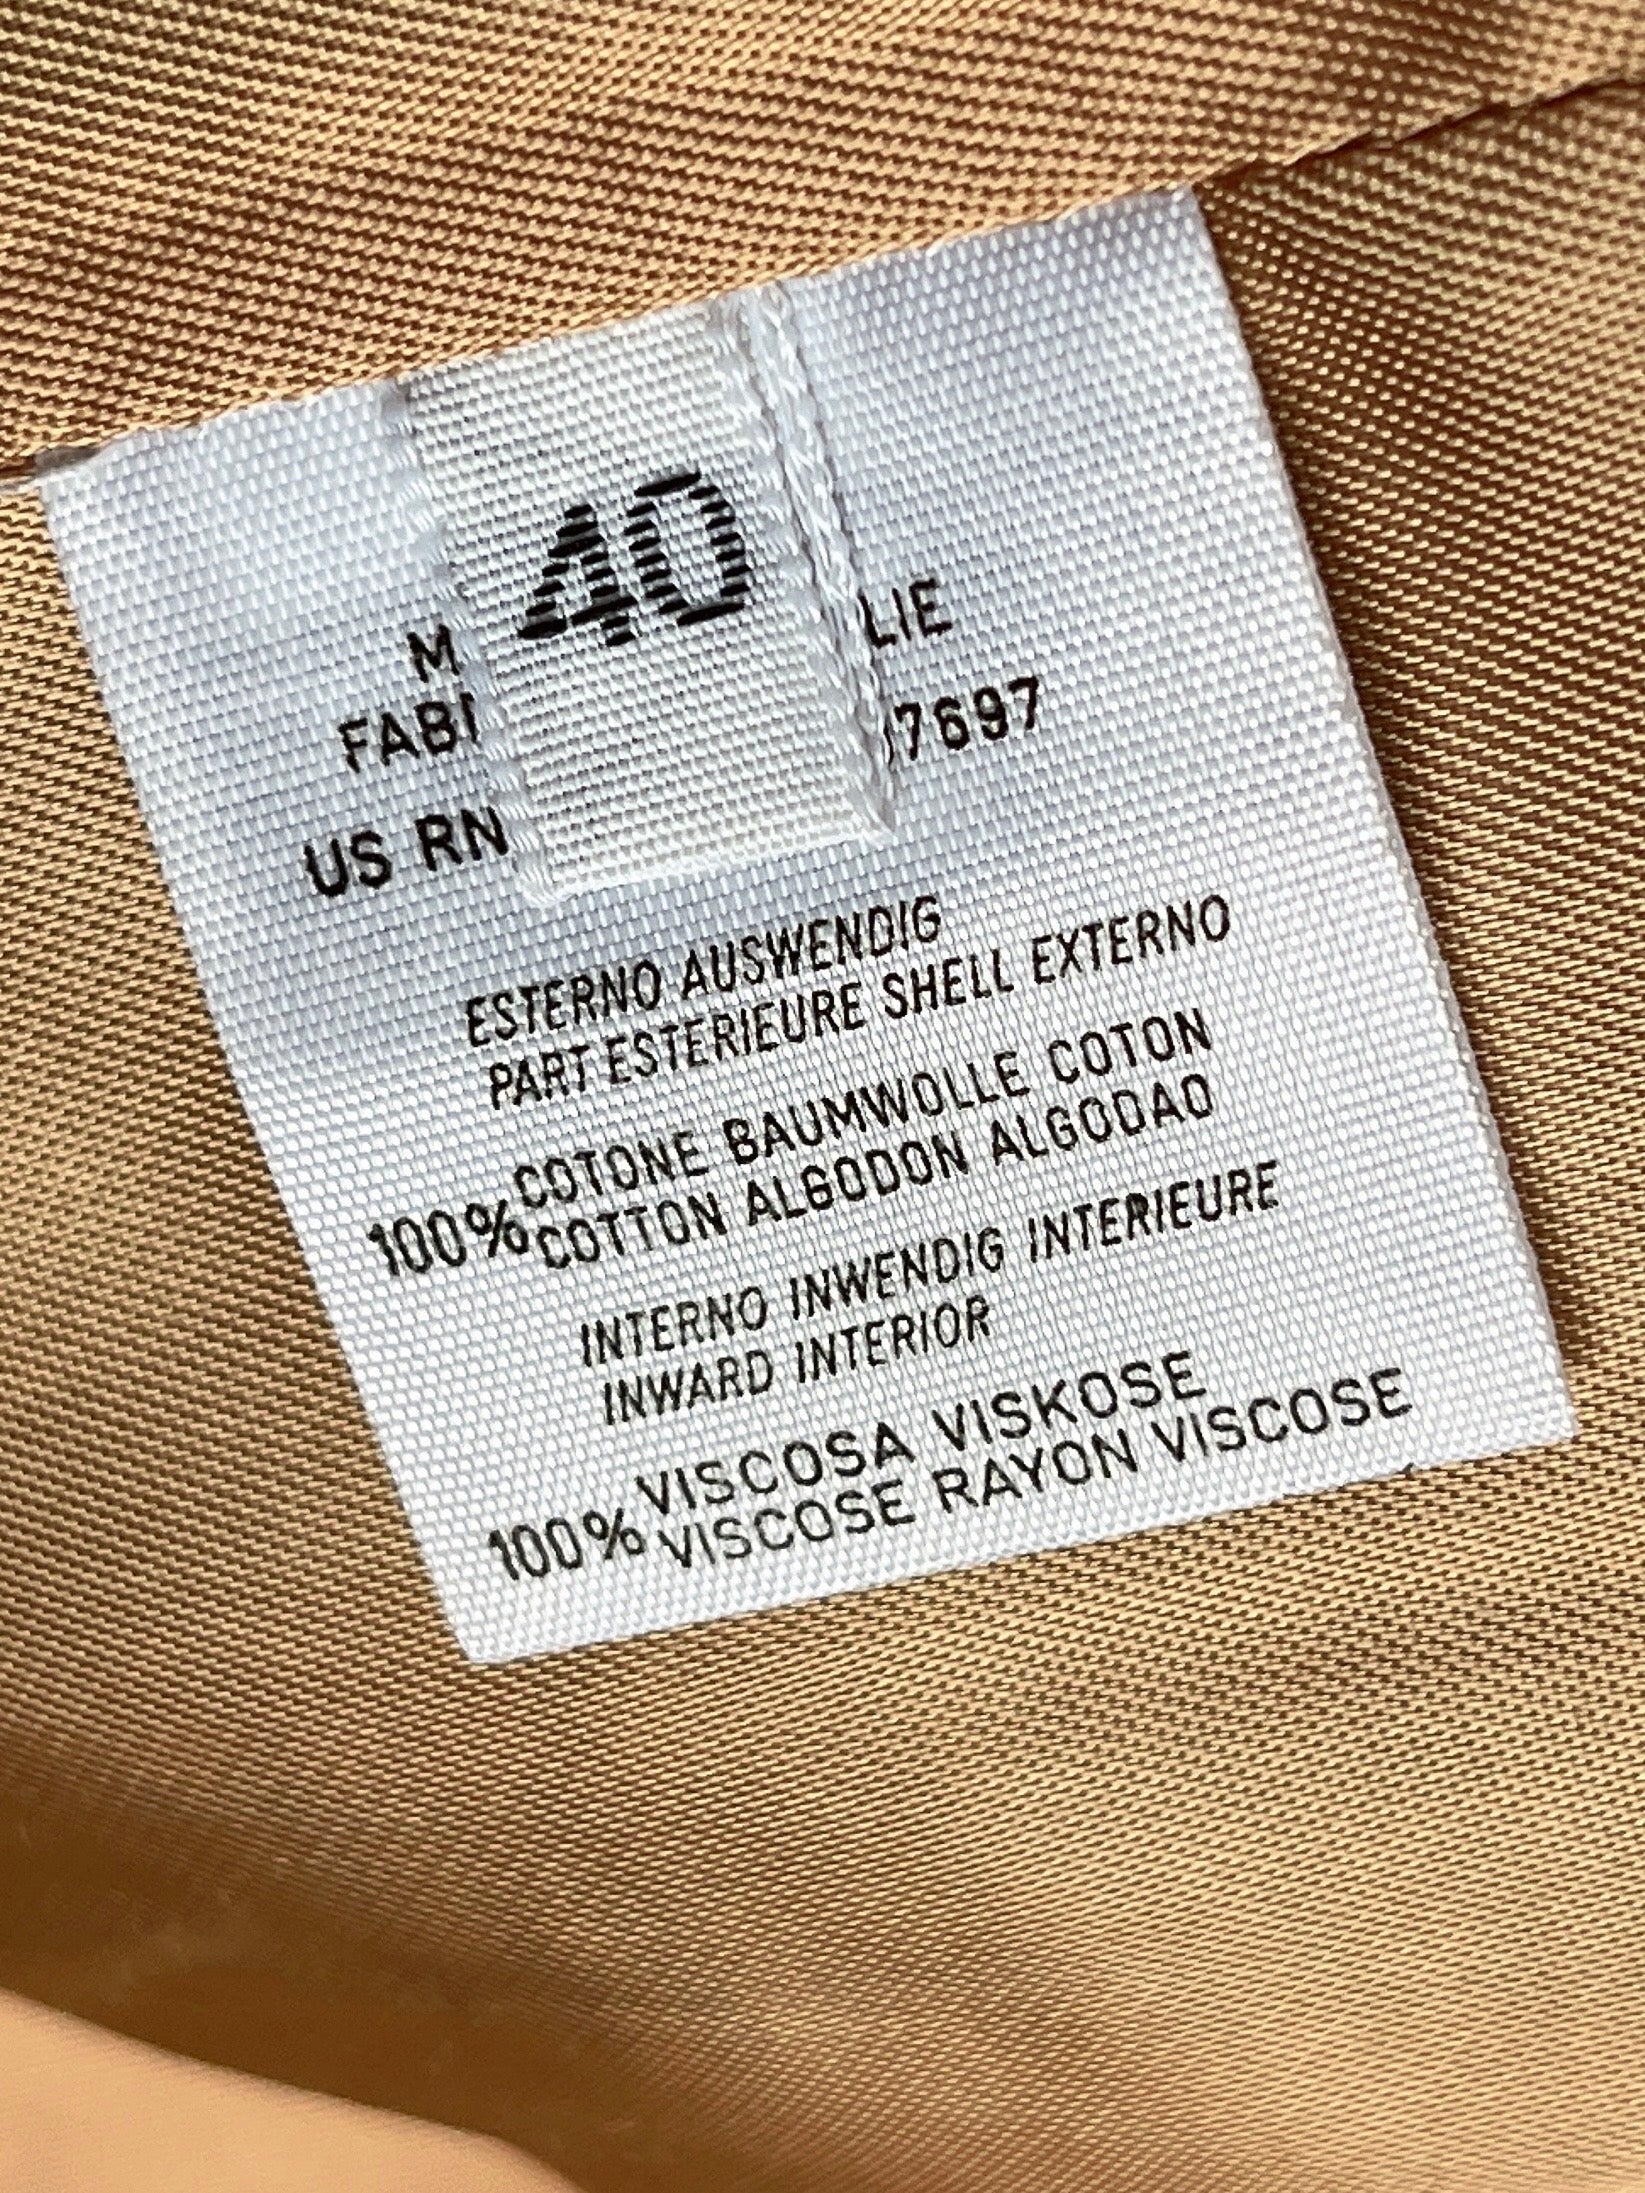 40
M LIE
FABI 7697
US RN
ESTERNO AUSWENDIG
PART ESTERIEURE SHELL EXTERNO
100% COTONE BAUMWOLLE COTON
COTTON ALGODON ALGODAO
INTERNO INWENDIG INTERIEURE
INWARD INTERIOR
100% VISCOSA VISKOSE
VISCOSE RAYON VISCOSE